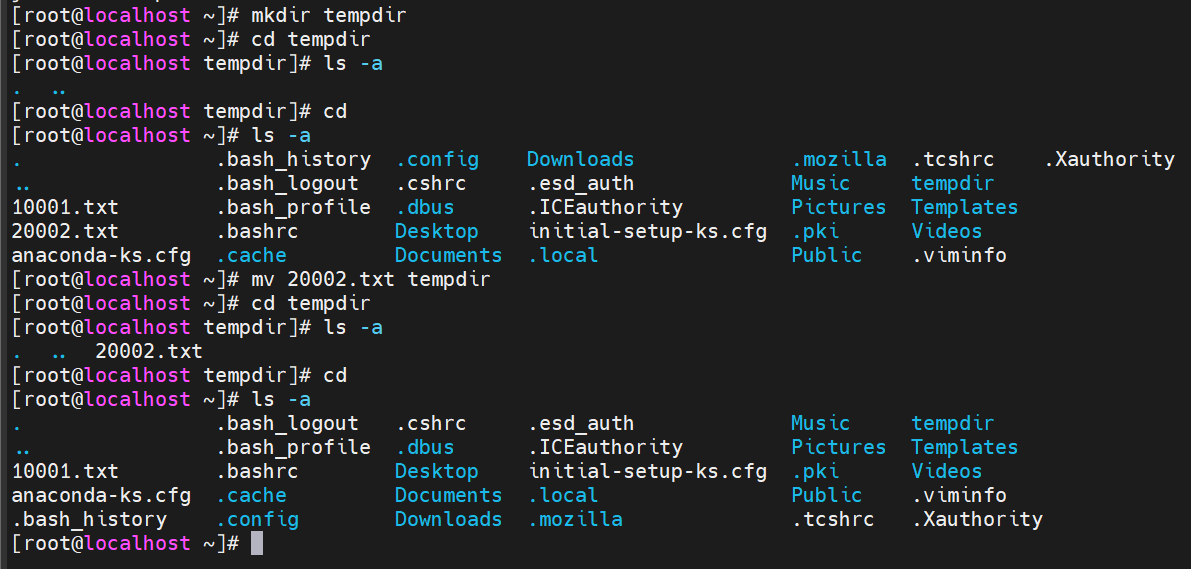 [root@localhost ~]# mkdir tempdir
[root@localhost ~]# cd tempdir
[root@localhost tempdir]# ls -a
.   ..
[root@localhost tempdir]# cd
[root@localhost ~]# ls -a
.                .bash_history  .config    Downloads             .mozilla  .tcshrc    .Xauthority
..               .bash_logout   .cshrc     .esd_auth             Music     tempdir
10001.txt        .bash_profile  .dbus      .ICEauthority         Pictures  Templates
20002.txt        .bashrc        Desktop    initial-setup-ks.cfg  .pki      Videos
anaconda-ks.cfg  .cache         Documents  .local                Public    .viminfo
[root@localhost ~]# mv 20002.txt tempdir
[root@localhost ~]# cd tempdir
[root@localhost tempdir]# ls -a
.   ..  20002.txt
[root@localhost tempdir]# cd
[root@localhost ~]# ls -a
.                .bash_logout   .cshrc     .esd_auth             Music     tempdir
..               .bash_profile  .dbus      .ICEauthority         Pictures  Templates
10001.txt        .bashrc        Desktop    initial-setup-ks.cfg  .pki      Videos
anaconda-ks.cfg  .cache         Documents  .local                Public    .viminfo
.bash_history    .config        Downloads  .mozilla              .tcshrc   .Xauthority
[root@localhost ~]#